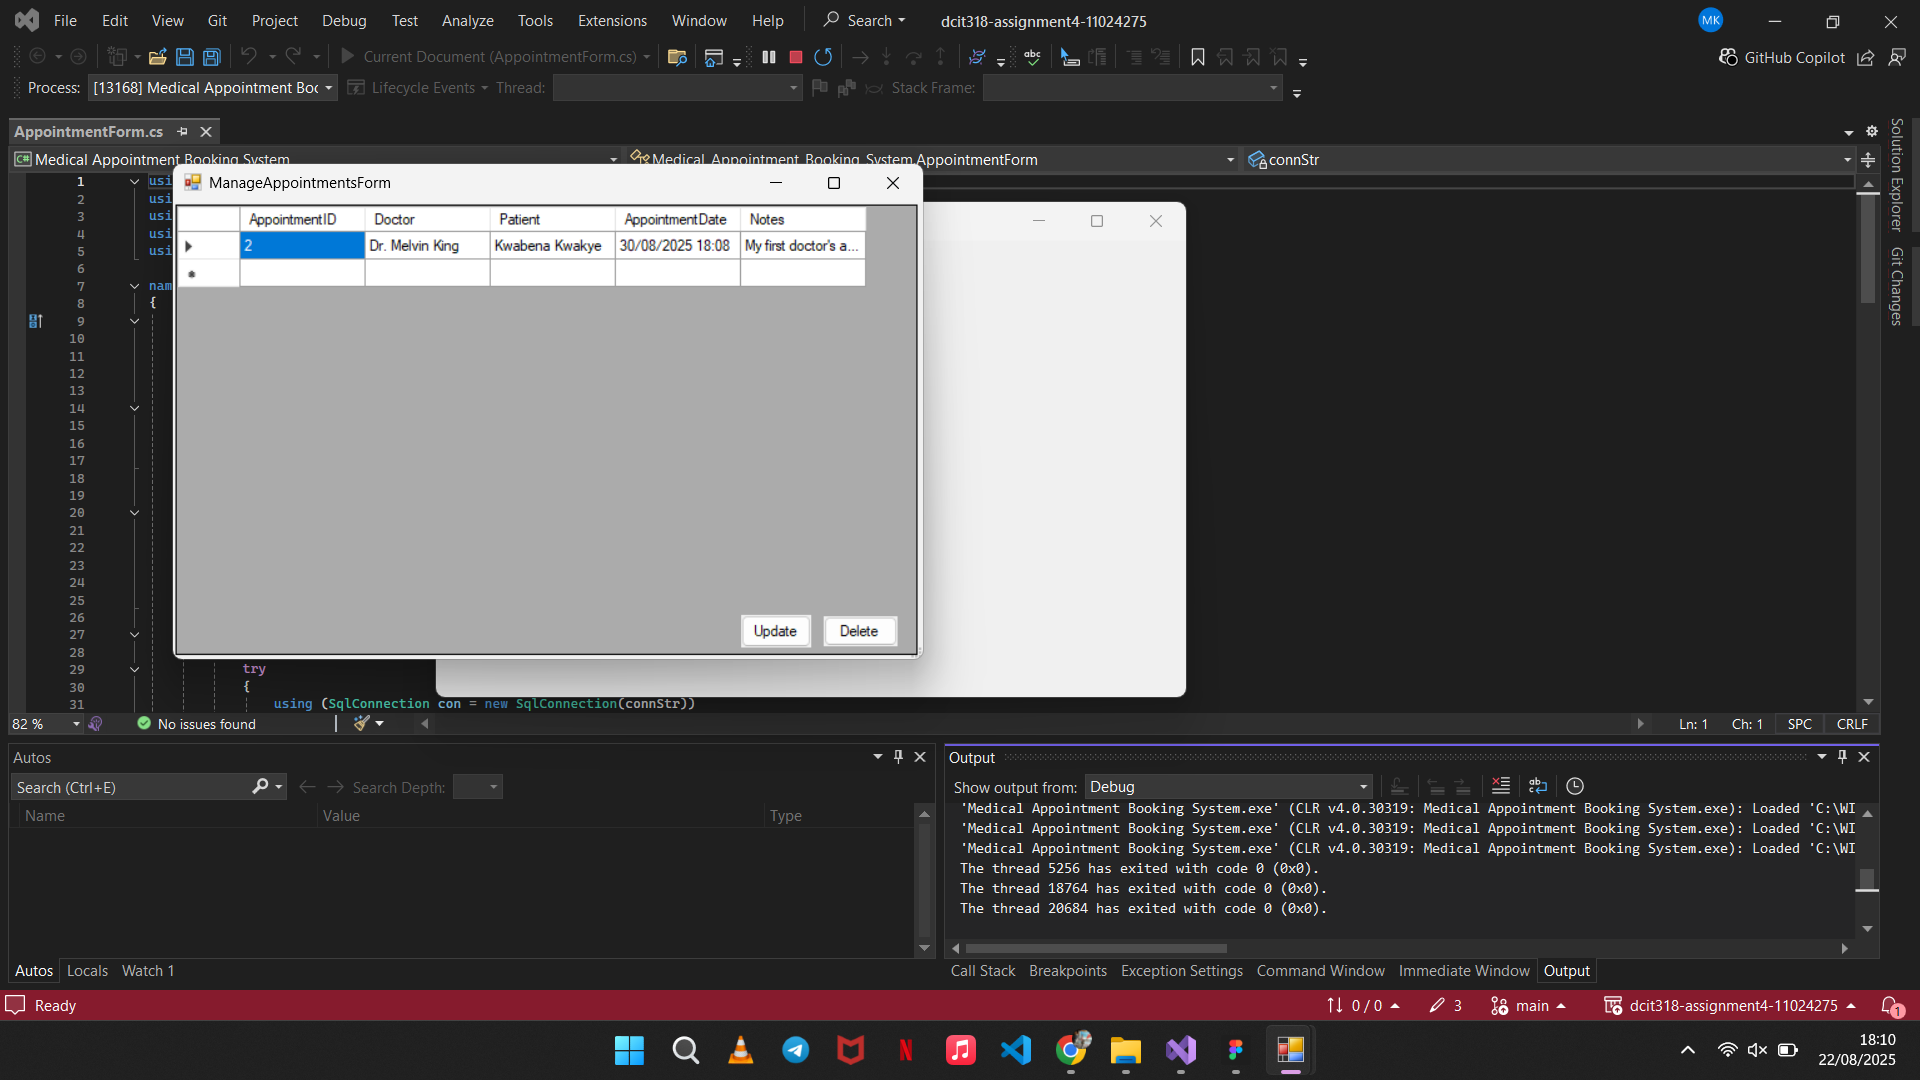 File Edit View Git Project Debug Test Analyze Tools Extensions Window Help Search dcit318-assignment4-11024275 MK
Current Document (AppointmentForm.cs) GitHub Copilot
Process: [13168] Medical Appointment Boo Lifecycle Events Thread: Stack Frame:
AppointmentForm.cs
C# Medical Appointment Booking System Medical_Appointment_Booking_System.AppointmentForm connStr
Solution Explorer
Git Changes
ManageAppointmentsForm
AppointmentID Doctor Patient AppointmentDate Notes
2 Dr. Melvin King Kwabena Kwakye 30/08/2025 18:08 My first doctor's a...
Update Delete
1 usi
2 usi
3 usi
4 usi
5 usi
6
7 nam
8 {
9
10
11
12
13
14
15
16
17
18
19
20
21
22
23
24
25
26
27
28
29 try
30 {
31 using (SqlConnection con = new SqlConnection(connStr))
82 % No issues found Ln: 1 Ch: 1 SPC CRLF
Autos
Search (Ctrl+E) Search Depth:
Name Value Type
Autos Locals Watch 1
Output
Show output from: Debug
'Medical Appointment Booking System.exe' (CLR v4.0.30319: Medical Appointment Booking System.exe): Loaded 'C:\WI
'Medical Appointment Booking System.exe' (CLR v4.0.30319: Medical Appointment Booking System.exe): Loaded 'C:\WI
'Medical Appointment Booking System.exe' (CLR v4.0.30319: Medical Appointment Booking System.exe): Loaded 'C:\WI
The thread 5256 has exited with code 0 (0x0).
The thread 18764 has exited with code 0 (0x0).
The thread 20684 has exited with code 0 (0x0).
Call Stack Breakpoints Exception Settings Command Window Immediate Window Output
Ready 0 / 0 3 main dcit318-assignment4-11024275 1
18:10
22/08/2025